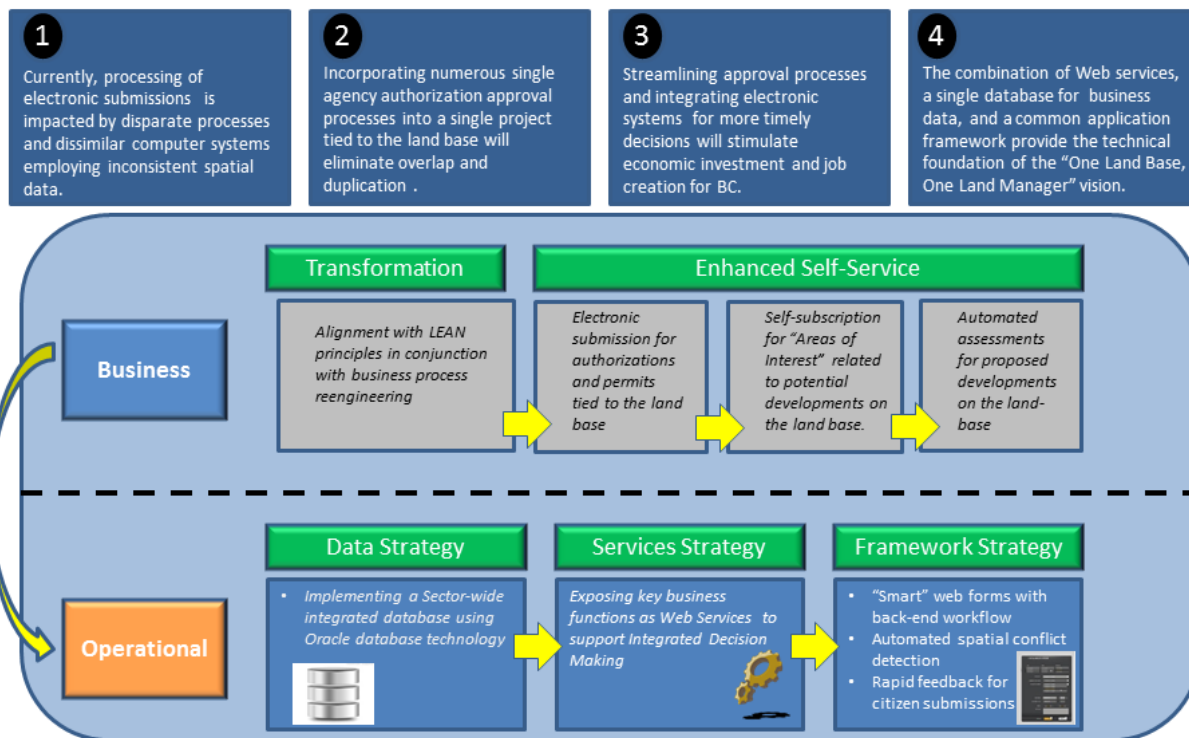 1
Currently, processing of
electronic submissions is
impacted by disparate processes
and dissimilar computer systems
employing inconsistent spatial
data.
2
Incorporating numerous single
agency authorization approval
processes into a single project
tied to the land base will
eliminate overlap and
duplication .
3
Streamlining approval processes
and integrating electronic
systems for more timely
decisions will stimulate
economic investment and job
creation for BC.
4
The combination of Web services,
a single database for business
data, and a common application
framework provide the technical
foundation of the “One Land Base,
One Land Manager” vision.
Transformation
Enhanced Self-Service
Business
Alignment with LEAN
principles in conjunction
with business process
reengineering
Electronic
submission for
authorizations
and permits
tied to the land
base
Self-subscription
for “Areas of
Interest” related
to potential
developments on
the land base.
Automated
assessments
for proposed
developments
on the land-
base
Data Strategy
Services Strategy
Framework Strategy
Operational
• Implementing a Sector-wide
integrated database using
Oracle database technology
Exposing key business
functions as Web Services to
support Integrated Decision
Making
• “Smart” web forms with
back-end workflow
• Automated spatial conflict
detection
• Rapid feedback for
citizen submissions